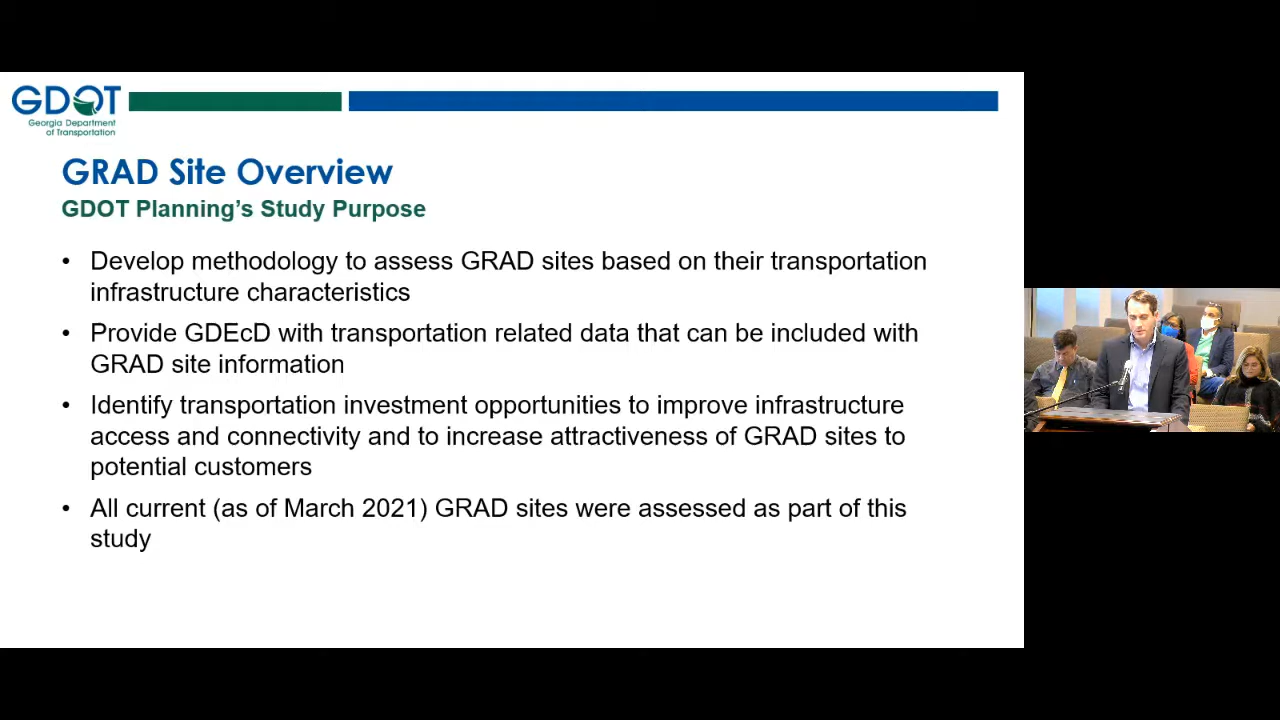 GDOT
Georgia Department
of Transportation
GRAD Site Overview
GDOT Planning's Study Purpose
• Develop methodology to assess GRAD sites based on their transportation
infrastructure characteristics
• Provide GDEcD with transportation related data that can be included with
GRAD site information
• Identify transportation investment opportunities to improve infrastructure
access and connectivity and to increase attractiveness of GRAD sites to
potential customers
• All current (as of March 2021) GRAD sites were assessed as part of this
study